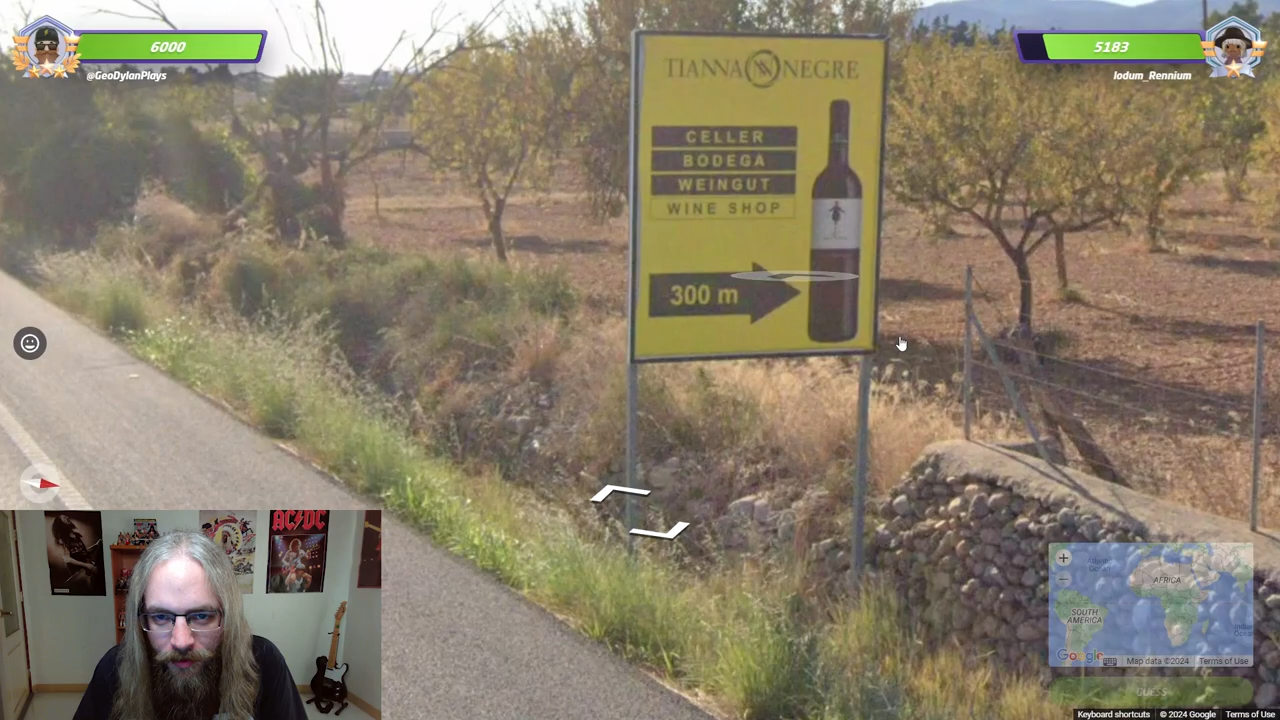 6000
@GeoDylanPlays
5183
Iodum_Rennium
TIANNA NEGRE
CELLER
BODEGA
WEINGUT
WINE SHOP
300 m
AC/DC
AFRICA
SOUTH
AMERICA
Google
Map data ©2024
Terms of Use
GUESS
Keyboard shortcuts
© 2024 Google
Terms of Use